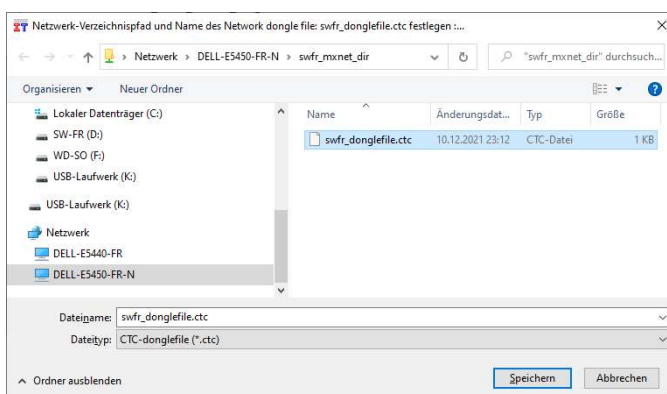 Netzwerk-Verzeichnispfad und Name des Network dongle file: swfr_donglefile.ctc festlegen :...
Netzwerk › DELL-E5450-FR-N › swfr_mxnet_dir
"swfr_mxnet_dir" durchsuch...
Organisieren Neuer Ordner
Name Änderungsdat... Typ Größe
Lokaler Datenträger (C:)
SW-FR (D:)
WD-SO (F:)
USB-Laufwerk (K:)
USB-Laufwerk (K:)
Netzwerk
DELL-E5440-FR
DELL-E5450-FR-N
swfr_donglefile.ctc 10.12.2021 23:12 CTC-Datei 1 KB
Dateiname: swfr_donglefile.ctc
Dateityp: CTC-donglefile (*.ctc)
Ordner ausblenden
Speichern Abbrechen